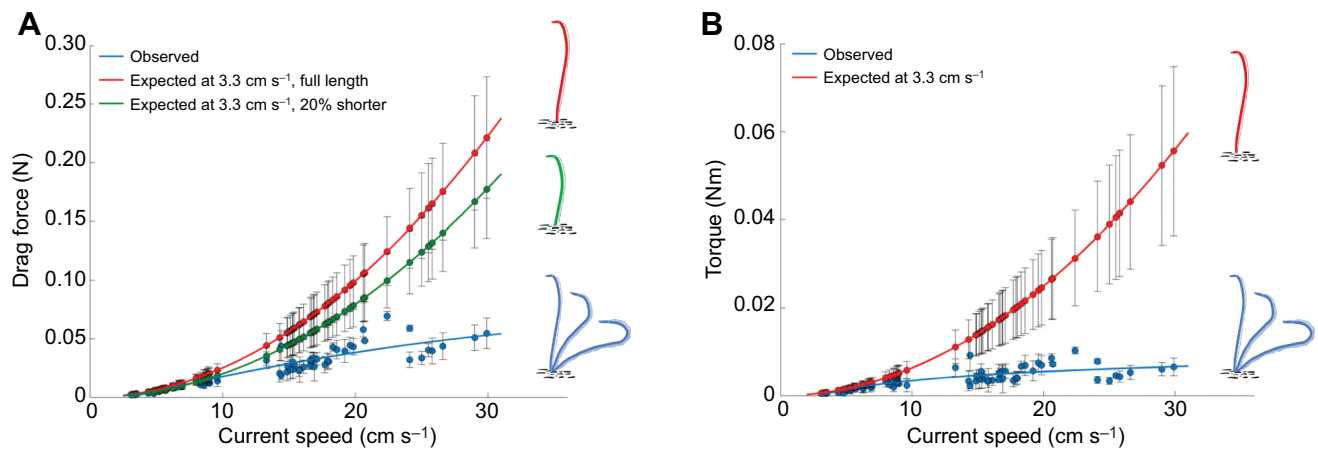 A
B
Drag force (N)
0.30
0.25
0.20
0.15
0.10
0.05
0
Observed
Expected at 3.3 cm s⁻¹, full length
Expected at 3.3 cm s⁻¹, 20% shorter
0 10 20 30
Current speed (cm s⁻¹)
Torque (Nm)
0.08
0.06
0.04
0.02
0
Observed
Expected at 3.3 cm s⁻¹
0 10 20 30
Current speed (cm s⁻¹)